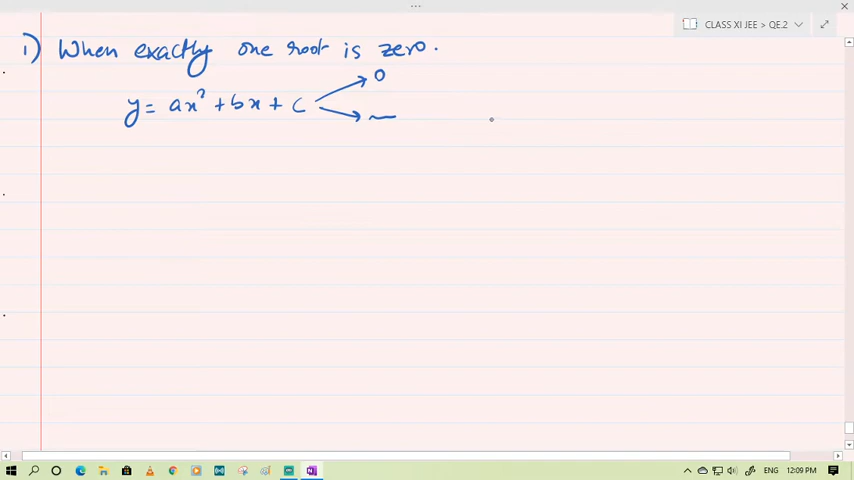 ...
CLASS XI JEE > QE.2
1) When exactly one root is zero.
0
y = ax² + bx + c
ENG 12:09 PM